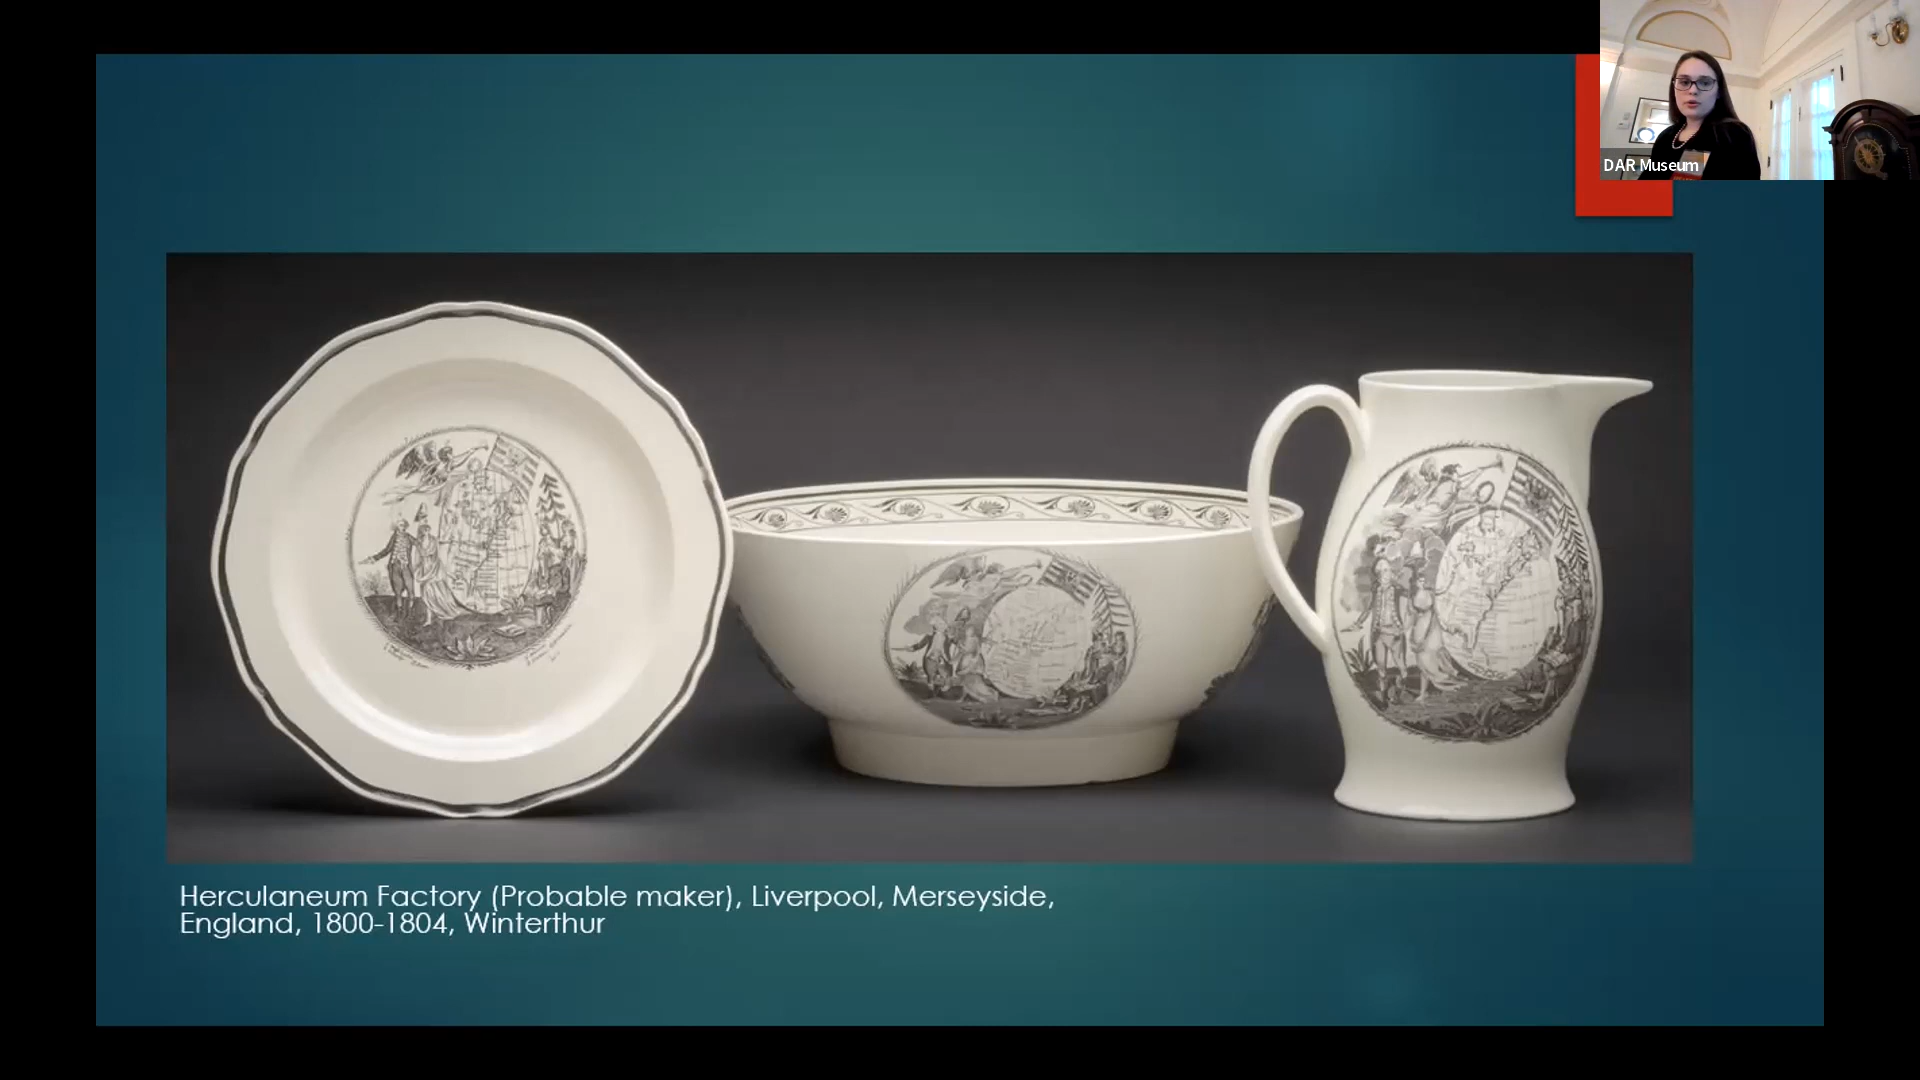 DAR Museum
Herculaneum Factory (Probable maker), Liverpool, Merseyside,
England, 1800-1804, Winterthur